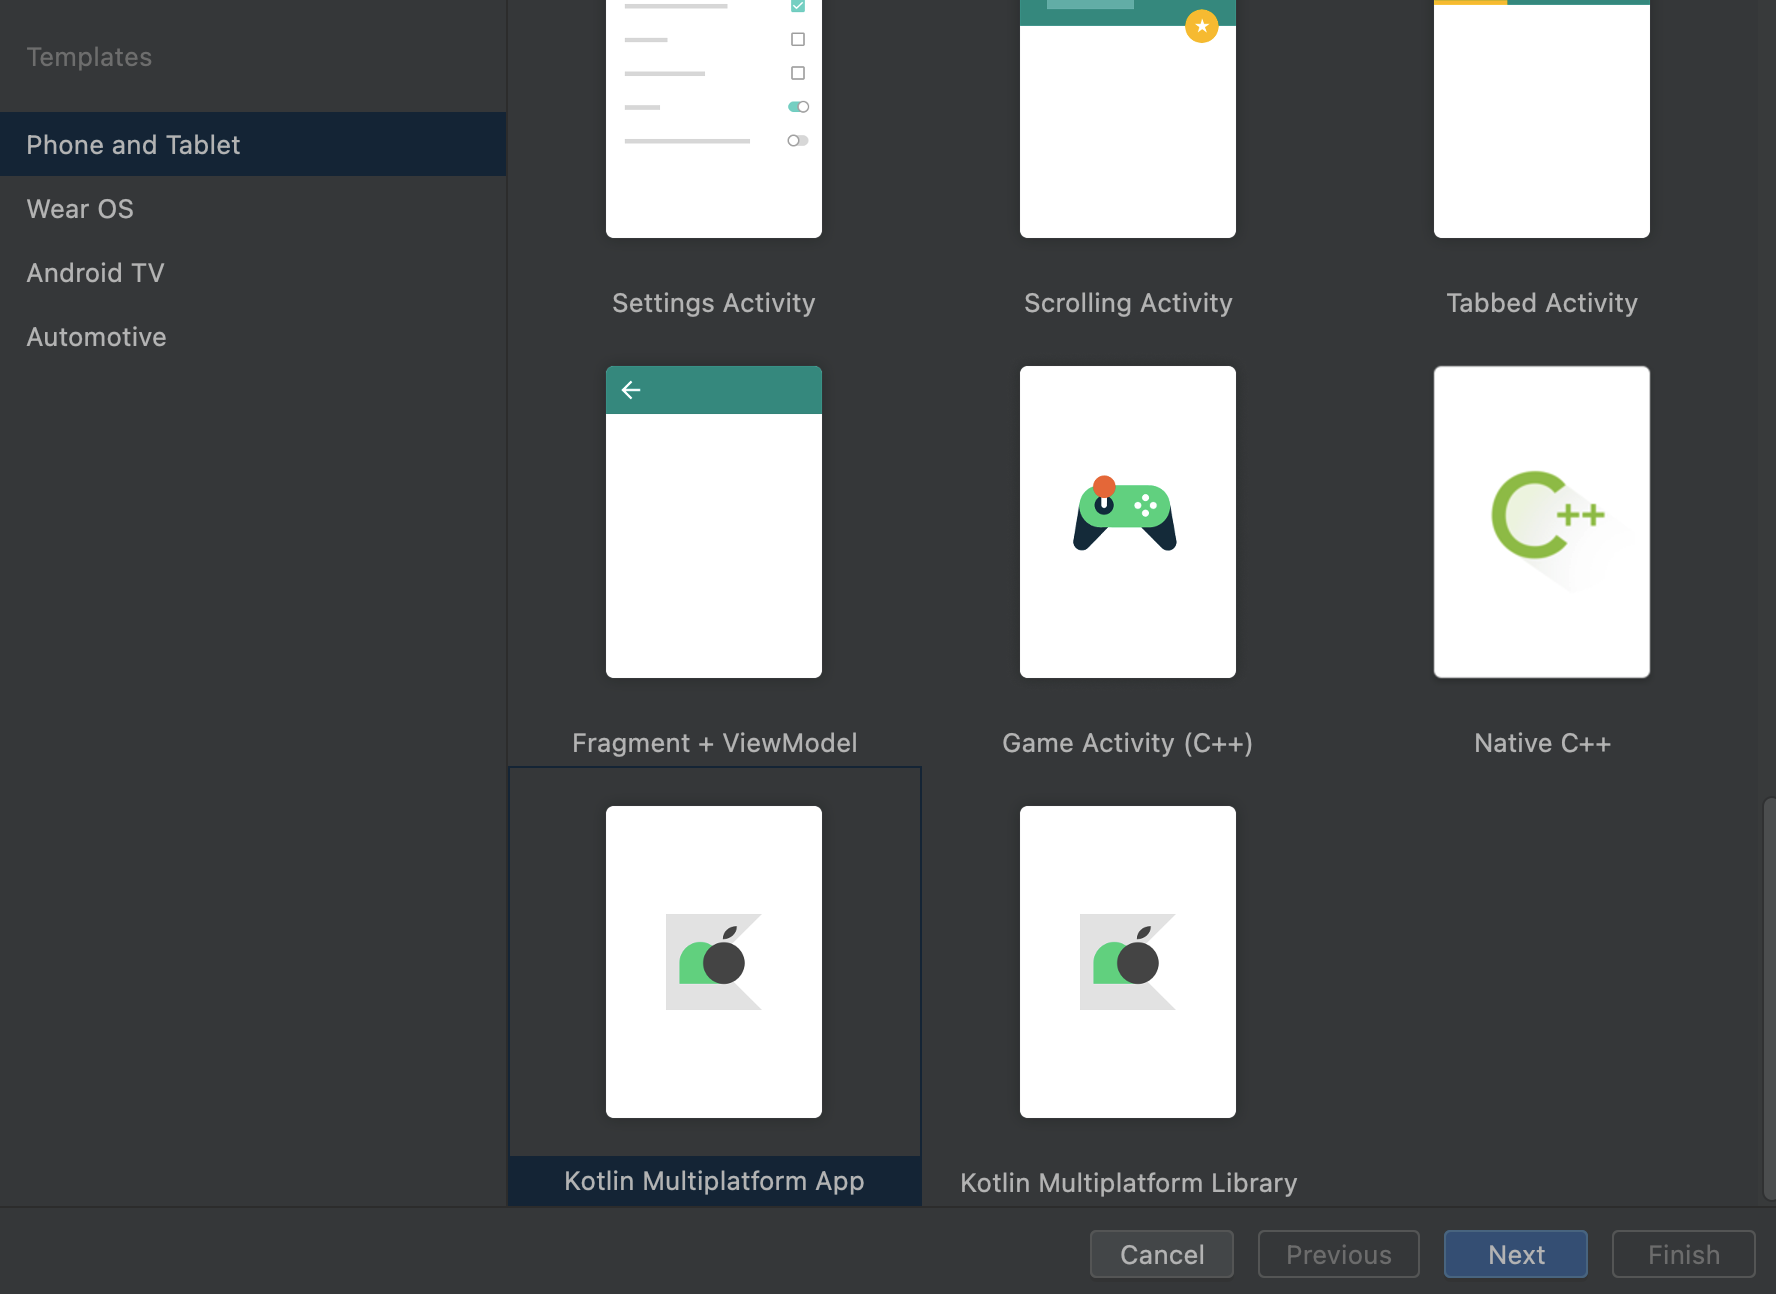 Templates
Phone and Tablet
Wear OS
Android TV
Automotive
Settings Activity
Scrolling Activity
Tabbed Activity
Fragment + ViewModel
Game Activity (C++)
C++
Native C++
Kotlin Multiplatform App
Kotlin Multiplatform Library
Cancel
Previous
Next
Finish